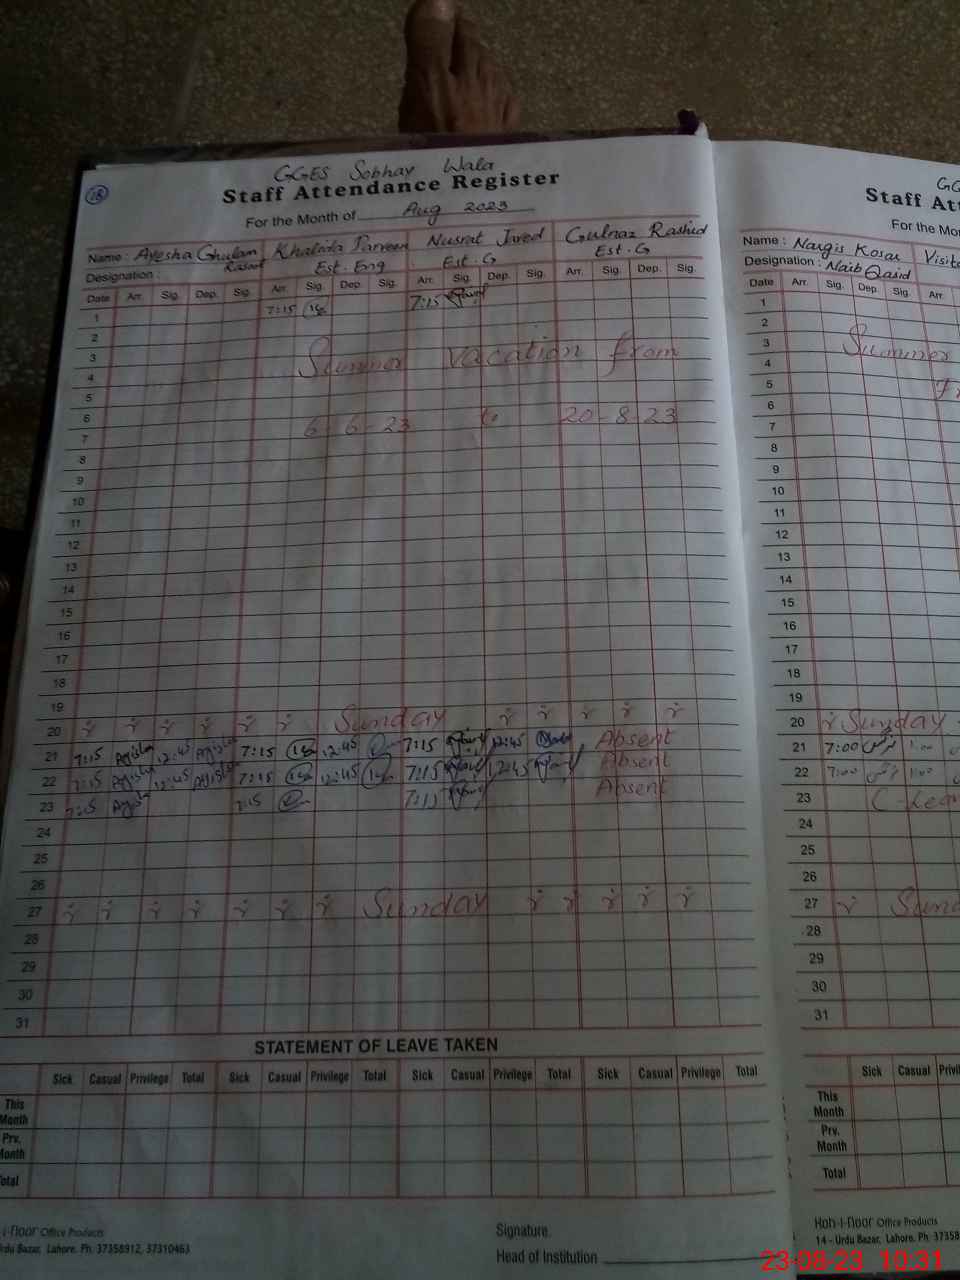 18
GGES Sobhay Wala
Staff Attendance Register
For the Month of Aug 2023
Name : Ayesha Ghulam Rasool Khalida Parveen Nusrat Javed Gulnaz Rashid
Designation : Est. Eng Est. G Est. G
Date Arr. Sig. Dep. Sig. Arr. Sig. Dep. Sig. Arr. Sig. Dep. Sig. Arr. Sig. Dep. Sig.
1 7:15 7:15
2
3 Summer vacation from
4
5
6
7 6-6-23 to 20-8-23
8
9
10
11
12
13
14
15
16
17
18
19
20 Sunday
21 7:15 12:45 7:15 12:45 7:15 12:45 Absent
22 7:15 12:45 7:15 12:45 7:15 12:45 Absent
23 7:15 7:15 7:15 Absent
24
25
26
27 Sunday
28
29
30
31
STATEMENT OF LEAVE TAKEN
Sick Casual Privilege Total Sick Casual Privilege Total Sick Casual Privilege Total Sick Casual Privilege Total
This Month
Prv. Month
Total
i-noor Office Products
Urdu Bazar, Lahore. Ph. 37358912, 37310463
Signature
Head of Institution
GG
Staff Att
For the Mon
Name : Nargis Kosar Visito
Designation : Naib Qasid
Date Arr. Sig. Dep. Sig. Arr.
1
2
3 Summer
4
5 fr
6
7
8
9
10
11
12
13
14
15
16
17
18
19
20 Sunday
21 7:00 نرگس 1:00
22 7:00 نرگس 1:00
23 C-Leav
24
25
26
27 Sund
28
29
30
31
Sick Casual Privil
This Month
Prv. Month
Total
Koh-i-noor Office Products
14 - Urdu Bazar, Lahore. Ph 3735
23-08-23 10:31